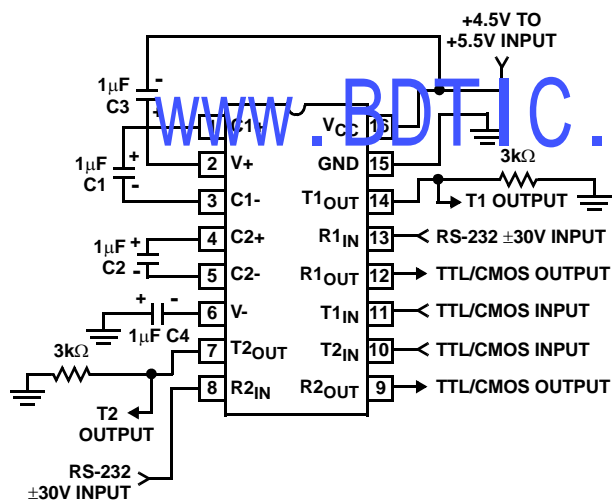 +4.5V TO
+5.5V INPUT
1μF
C3
-
+
www.BDTIC.
1 C1+
VCC 16
1μF
C1
+
-
2 V+
GND 15
3kΩ
3 C1-
T1OUT 14
T1 OUTPUT
4 C2+
R1IN 13
RS-232 ±30V INPUT
1μF
C2
+
-
5 C2-
R1OUT 12
TTL/CMOS OUTPUT
+ -
1μF C4
6 V-
T1IN 11
TTL/CMOS INPUT
3kΩ
7 T2OUT
T2IN 10
TTL/CMOS INPUT
8 R2IN
R2OUT 9
TTL/CMOS OUTPUT
T2
OUTPUT
RS-232
±30V INPUT